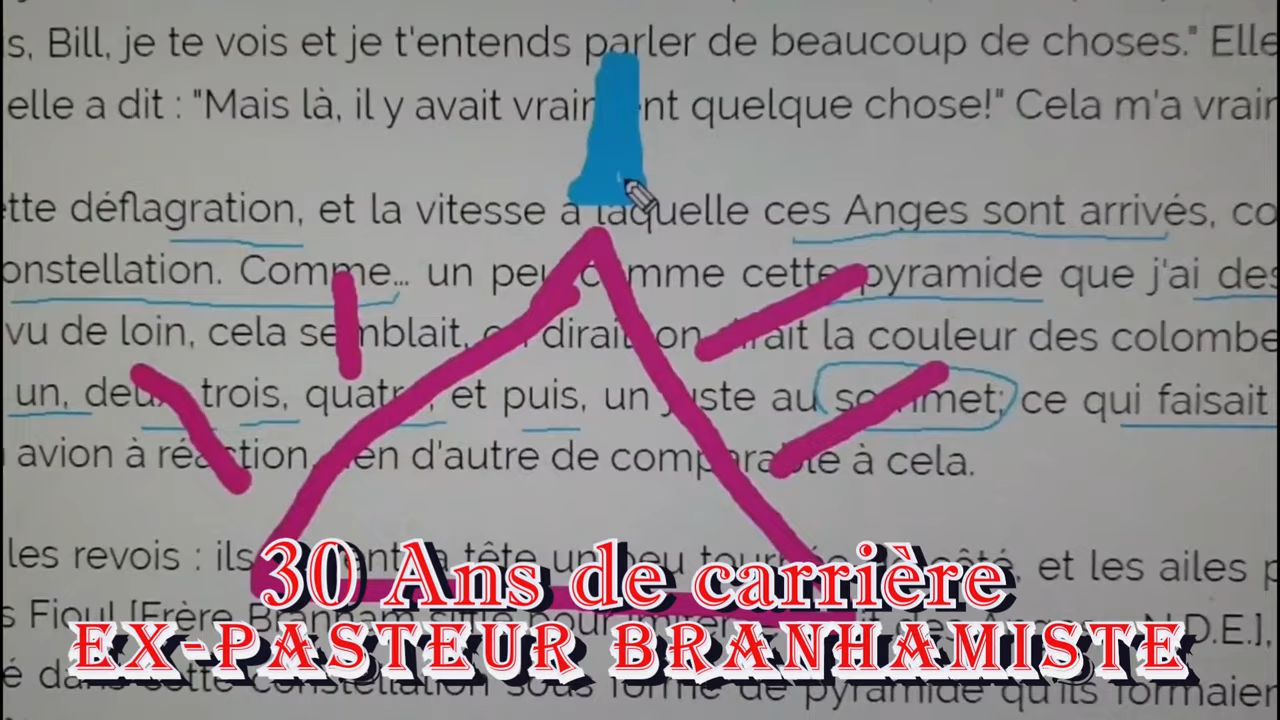 s, Bill, je te vois et je t'entends parler de beaucoup de choses." Elle
elle a dit : "Mais là, il y avait vrai nt quelque chose!" Cela m'a vrai
tte déflagration, et la vitesse à laquelle ces Anges sont arrivés, co
onstellation. Comme... un peu comme cette pyramide que j'ai des
vu de loin, cela semblait, on dirait, on dirait la couleur des colombe
un, deux, trois, quatre, et puis, un juste au sommet; ce qui faisait
avion à réaction, rien d'autre de comparable à cela.
les revois : ils tête un peu et les ailes p
s Fioul [Frère Branham N.D.E.],
é dans cette constellation sous forme de pyramide qu'ils formaien
30 Ans de carrière
EX-PASTEUR BRANHAMISTE